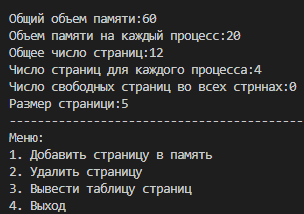 Общий объем памяти:60
Объем памяти на каждый процесс:20
Общее число страниц:12
Число страниц для каждого процесса:4
Число свободных страниц во всех стрннах:0
Размер страници:5
--------------------------------------------
Меню:
1. Добавить страницу в память
2. Удалить страницу
3. Вывести таблицу страниц
4. Выход